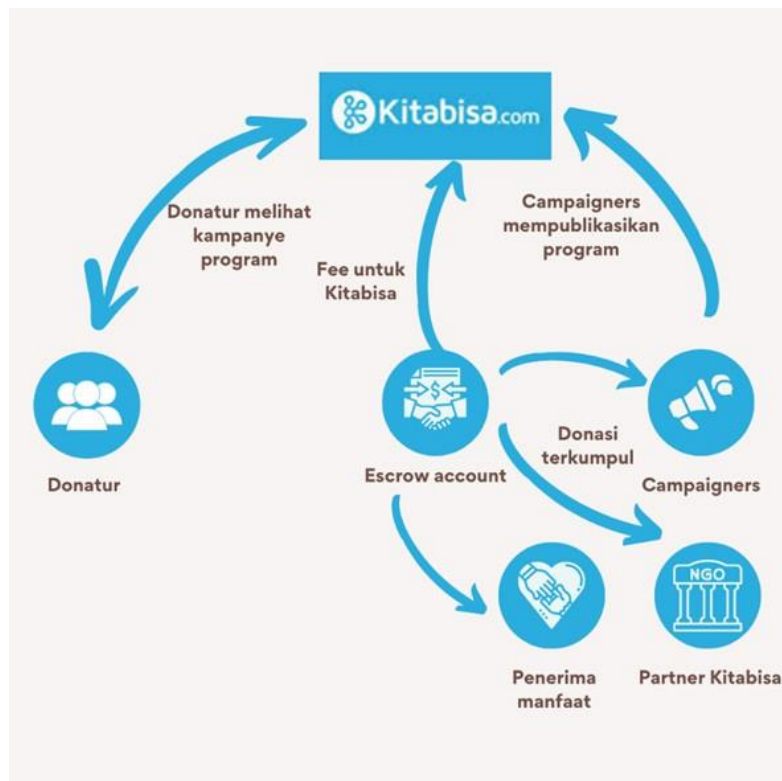 Kitabisa.com
Donatur melihat
kampanye
program
Campaigners
mempublikasikan
program
Fee untuk
Kitabisa
$
Donasi
terkumpul
Donatur
Escrow account
Campaigners
NGO
Penerima
manfaat
Partner Kitabisa